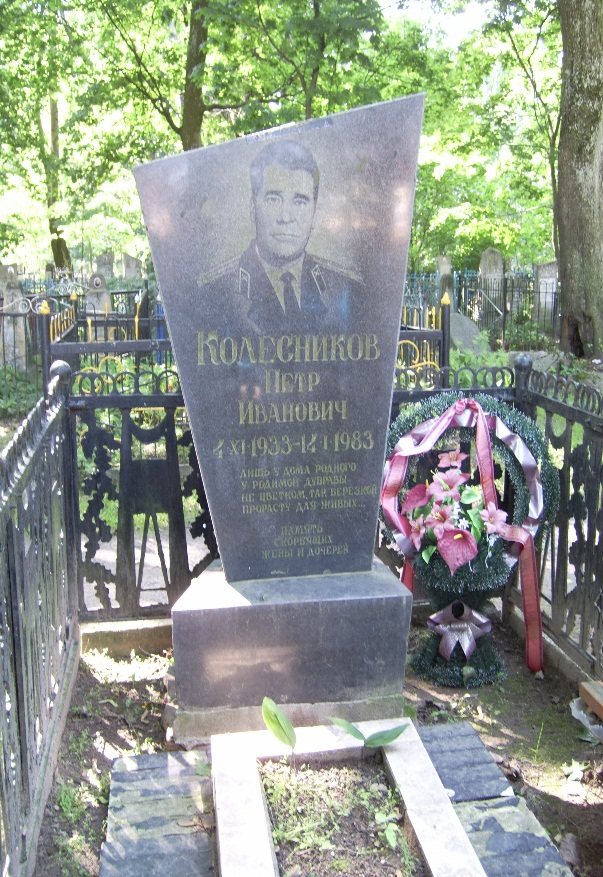 КОЛЕСНИКОВ
ПЕТР
ИВАНОВИЧ
4 XI 1933-14 I 1983
ЛИШЬ У ДОМА РОДНОГО
У РОДИМОЙ ДУБРАВЫ
НЕ ЦВЕТКОМ, ТАК БЕРЕЗКОЙ
ПРОРАСТУ ДЛЯ ЖИВЫХ...
ПАМЯТЬ
СКОРБЯЩИХ
ЖЕНЫ И ДОЧЕРЕЙ